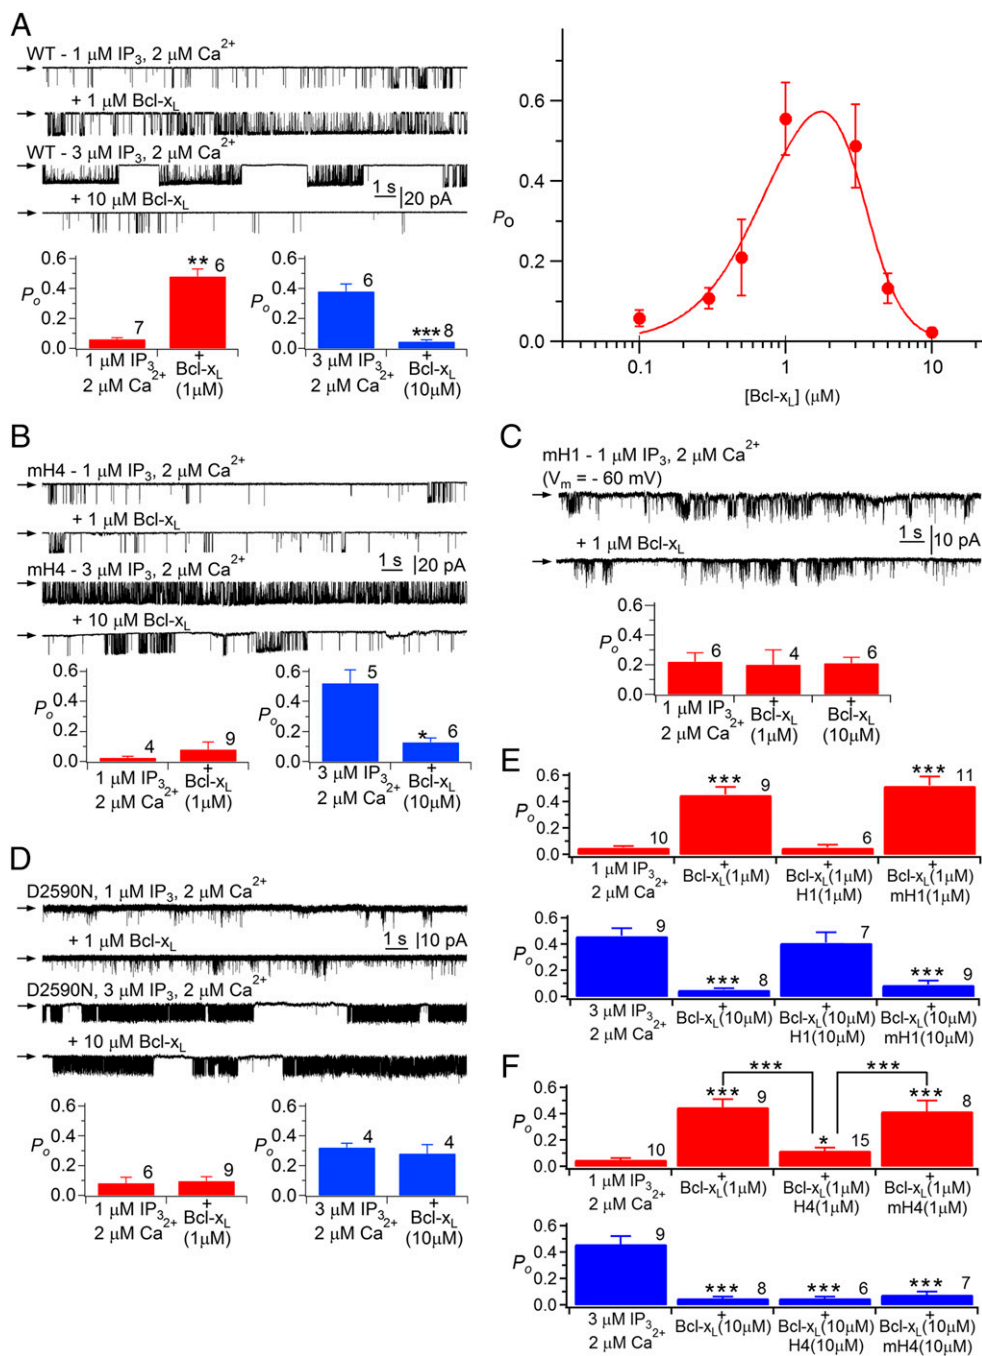 A
WT - 1 μM IP3, 2 μM Ca2+
+ 1 μM Bcl-xL
WT - 3 μM IP3, 2 μM Ca2+
1 s
20 pA
+ 10 μM Bcl-xL
Po
0.6
0.4
0.2
0.0
7
** 6
1 μM IP3
2 μM Ca2+
+
Bcl-xL
(1μM)
Po
0.6
0.4
0.2
0.0
6
*** 8
3 μM IP3
2 μM Ca2+
+
Bcl-xL
(10μM)
PO
0.6
0.4
0.2
0.0
0.1
1
10
[Bcl-xL] (μM)
B
mH4 - 1 μM IP3, 2 μM Ca2+
+ 1 μM Bcl-xL
mH4 - 3 μM IP3, 2 μM Ca2+
1 s
20 pA
+ 10 μM Bcl-xL
Po
0.6
0.4
0.2
0.0
4
9
1 μM IP3
2 μM Ca2+
+
Bcl-xL
(1μM)
Po
0.6
0.4
0.2
0.0
5
* 6
3 μM IP3
2 μM Ca2+
+
Bcl-xL
(10μM)
C
mH1 - 1 μM IP3, 2 μM Ca2+
(Vm = - 60 mV)
+ 1 μM Bcl-xL
1 s
10 pA
Po
0.6
0.4
0.2
0.0
6
4
6
1 μM IP3
2 μM Ca2+
+
Bcl-xL
(1μM)
+
Bcl-xL
(10μM)
D
D2590N, 1 μM IP3, 2 μM Ca2+
+ 1 μM Bcl-xL
1 s
10 pA
D2590N, 3 μM IP3, 2 μM Ca2+
+ 10 μM Bcl-xL
Po
0.6
0.4
0.2
0.0
6
9
1 μM IP3
2 μM Ca2+
+
Bcl-xL
(1μM)
Po
0.6
0.4
0.2
0.0
4
4
3 μM IP3
2 μM Ca2+
+
Bcl-xL
(10μM)
E
Po
0.4
0.2
0.0
10
***
9
6
***
11
1 μM IP3
2 μM Ca2+
+
Bcl-xL(1μM)
+
Bcl-xL(1μM)
H1(1μM)
+
Bcl-xL(1μM)
mH1(1μM)
Po
0.4
0.2
0.0
9
*** 8
7
*** 9
3 μM IP3
2 μM Ca2+
+
Bcl-xL(10μM)
+
Bcl-xL(10μM)
H1(10μM)
+
Bcl-xL(10μM)
mH1(10μM)
F
***
***
Po
0.4
0.2
0.0
10
***
9
* 15
***
8
1 μM IP3
2 μM Ca2+
+
Bcl-xL(1μM)
+
Bcl-xL(1μM)
H4(1μM)
+
Bcl-xL(1μM)
mH4(1μM)
Po
0.4
0.2
0.0
9
*** 8
*** 6
*** 7
3 μM IP3
2 μM Ca2+
+
Bcl-xL(10μM)
+
Bcl-xL(10μM)
H4(10μM)
+
Bcl-xL(10μM)
mH4(10μM)